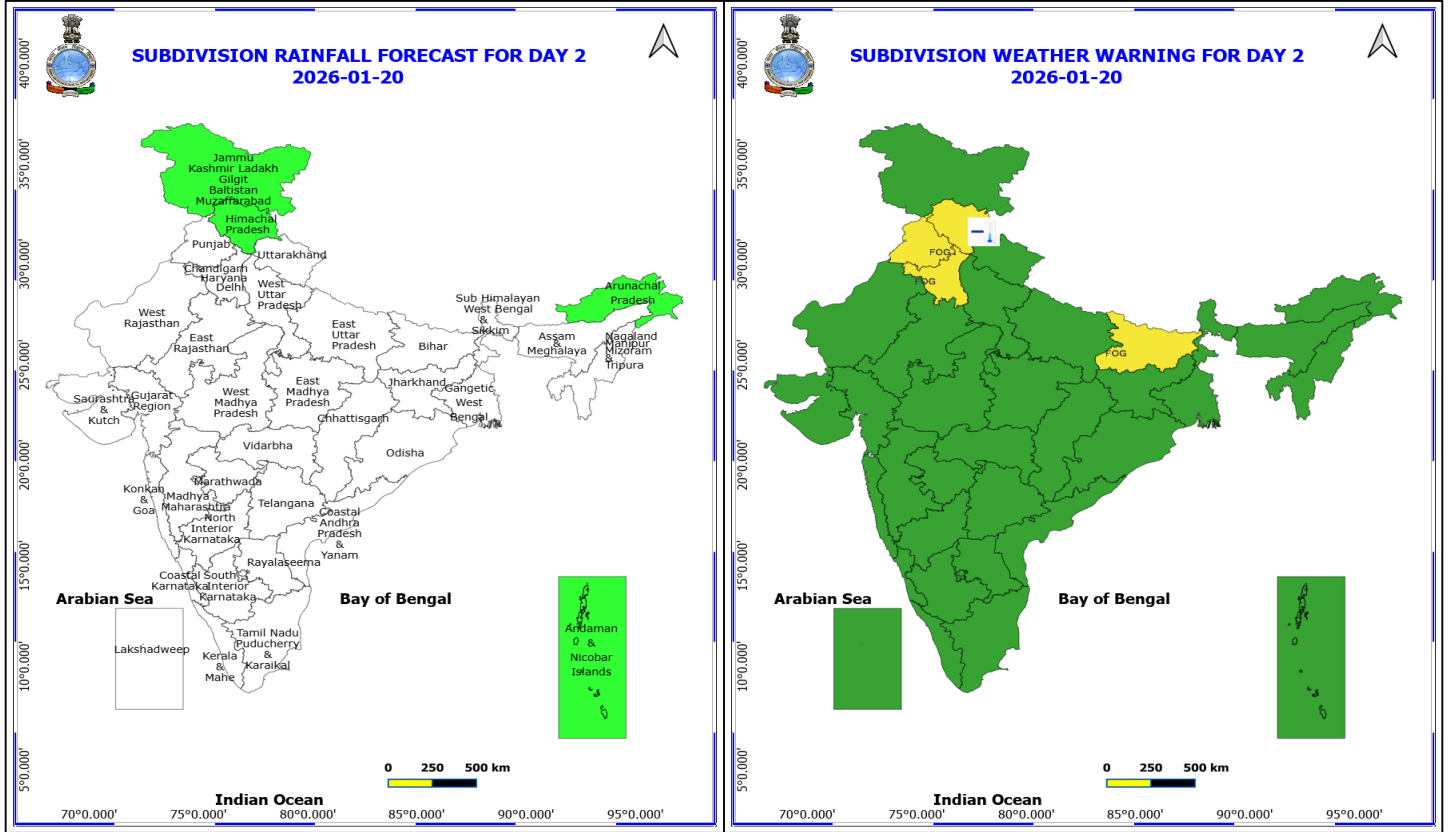 SUBDIVISION RAINFALL FORECAST FOR DAY 2
2026-01-20
40°0.000'
35°0.000'
30°0.000'
25°0.000'
20°0.000'
15°0.000'
10°0.000'
5°0.000'
Jammu
Kashmir Ladakh
Gilgit
Baltistan
Muzaffarabad
Himachal
Pradesh
Punjab
Uttarakhand
Chandigarh
Haryana
Delhi
West
Uttar
Pradesh
Arunachal
Pradesh
West
Rajasthan
East
Rajasthan
East
Uttar
Pradesh
Sub Himalayan
West Bengal
&
Sikkim
Bihar
Assam
&
Meghalaya
Nagaland
Manipur
Mizoram
&
Tripura
Saurashtra
&
Kutch
Gujarat
Region
West
Madhya
Pradesh
East
Madhya
Pradesh
Jharkhand
Gangetic
West
Bengal
Chhattisgarh
Vidarbha
Odisha
Konkan
&
Goa
Marathwada
Madhya
Maharashtra
Telangana
North
Interior
Karnataka
Coastal
Andhra
Pradesh
&
Yanam
Rayalaseema
Coastal
Karnataka
South
Interior
Karnataka
Arabian Sea
Bay of Bengal
Lakshadweep
Kerala
&
Mahe
Tamil Nadu
Puducherry
&
Karaikal
Andaman
&
Nicobar
Islands
0 250 500 km
Indian Ocean
70°0.000' 75°0.000' 80°0.000' 85°0.000' 90°0.000' 95°0.000'
SUBDIVISION WEATHER WARNING FOR DAY 2
2026-01-20
40°0.000'
35°0.000'
30°0.000'
25°0.000'
20°0.000'
15°0.000'
10°0.000'
5°0.000'
FOG
FOG
FOG
Arabian Sea
Bay of Bengal
0 250 500 km
Indian Ocean
70°0.000' 75°0.000' 80°0.000' 85°0.000' 90°0.000' 95°0.000'